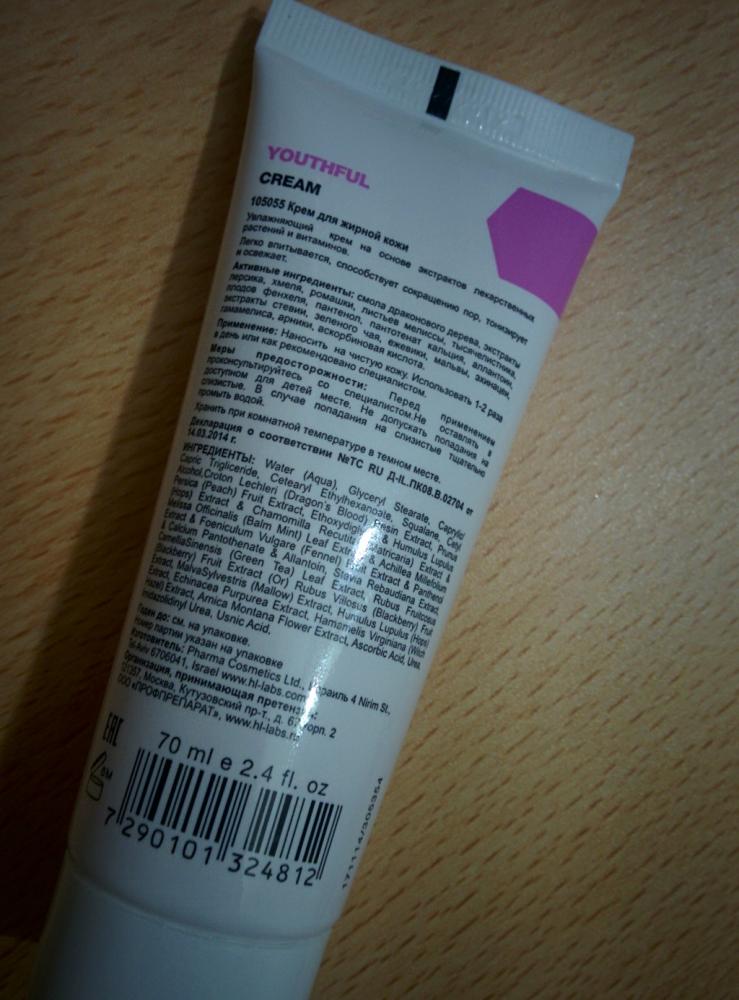 YOUTHFUL
CREAM
105055 Крем для жирной кожи
Увлажняющий крем на основе экстрактов лекарственных
растений и витаминов.
Легко впитывается, способствует сокращению пор, тонизирует
и освежает.
Активные ингредиенты: смола драконового дерева, экстракты
персика, хмеля, ромашки, листьев мелиссы, тысячелистника,
плодов фенхеля, пантенол, пантотенат кальция, аллантоин,
экстракты стевии, зеленого чая, ежевики, мальвы, эхинацеи,
гамамелиса, арники, аскорбиновая кислота.
Применение: Наносить на чистую кожу. Использовать 1-2 раза
в день или как рекомендовано специалистом.
Меры предосторожности: Перед применением
проконсультируйтесь со специалистом.Не оставлять в
доступном для детей месте. Не допускать попадания на
слизистые. В случае попадания на слизистые тщательно
промыть водой.
Хранить при комнатной температуре в темном месте.
Декларация о соответствии №ТС RU Д-IL.ПК08.В.02704 от
14.03.2014 г.
ИНГРЕДИЕНТЫ: Water (Aqua), Glyceryl Stearate, Caprylic/
Capric Trigliceride, Cetearyl Ethylhexanoate, Squalane, Cetyl
Alcohol,Croton Lechleri (Dragon's Blood) Resin Extract, Prunus
Persica (Peach) Fruit Extract, & Humulus Lupulus
(Hops) Extract & Chamomilla Recutita (Matricaria) Extract &
Melissa Officinalis (Balm Mint) Leaf Extract & Achillea Millefolium
Extract & Foeniculum Vulgare (Fennel) Fruit Extract & Panthenol
& Calcium Pantothenate & Allantoin, Stevia Rebaudiana Extract,
CamelliaSinensis (Green Tea) Leaf Extract, Rubus Fruticosus
(Blackberry) Fruit Extract (Or) Rubus Villosus (Blackberry) Fruit
Extract, MalvaSylvestris (Mallow) Extract, Humulus Lupulus (Hops)
Extract, Echinacea Purpurea Extract, Hamamelis Virginiana (Witch
Hazel) Extract, Arnica Montana Flower Extract, Ascorbic Acid, Urea,
Imidazolidinyl Urea, Usnic Acid.
Годен до: см. на упаковке.
Номер партии указан на упаковке
Изготовитель: Pharma Cosmetics Ltd., Израиль 4 Nirim St.,
Tel-Aviv 6706041, Israel www.hl-labs.com
Организация, принимающая претензии:
121357, Москва, Кутузовский пр-т, д. корп. 2
ООО «ПРОФПРЕПАРАТ», www.hl-labs.ru
EAC
70 ml e 2.4 fl. oz
7 290101 324812
171114/305354